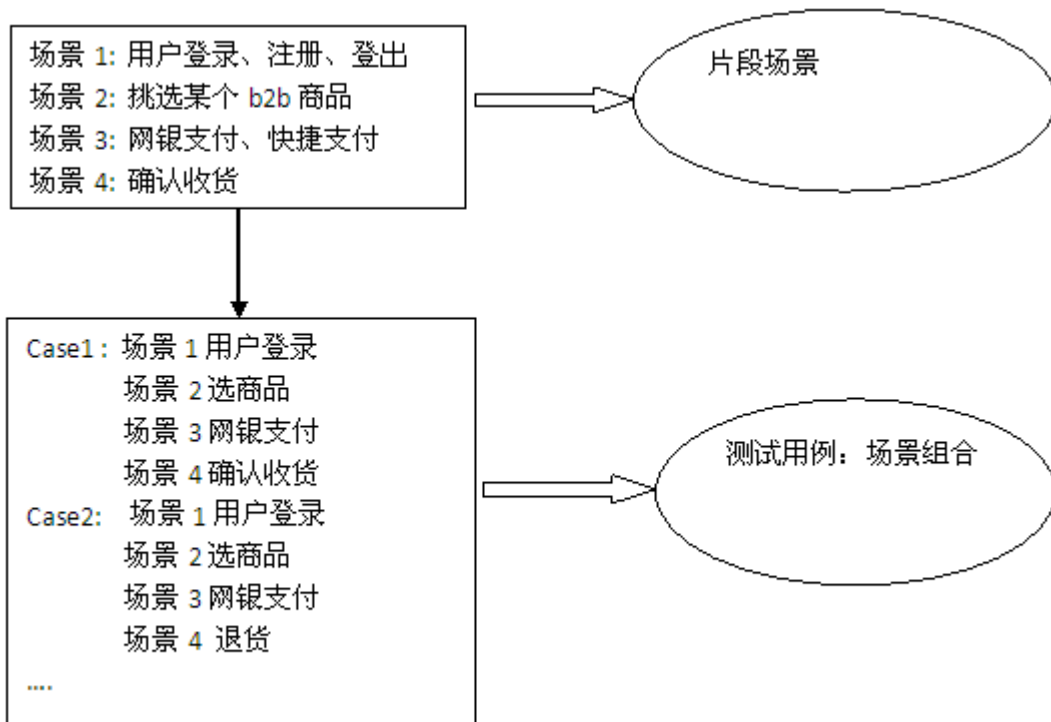 场景 1: 用户登录、注册、登出
场景 2: 挑选某个 b2b 商品
场景 3: 网银支付、快捷支付
场景 4: 确认收货
片段场景
Case1: 场景 1 用户登录
场景 2 选商品
场景 3 网银支付
场景 4 确认收货
Case2: 场景 1 用户登录
场景 2 选商品
场景 3 网银支付
场景 4 退货
....
测试用例：场景组合